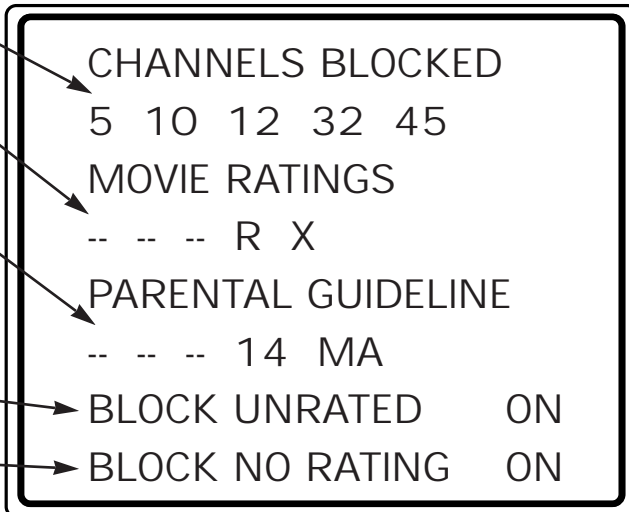 CHANNELS BLOCKED
5 10 12 32 45
MOVIE RATINGS
-- -- -- R X
PARENTAL GUIDELINE
-- -- -- 14 MA
BLOCK UNRATED ON
BLOCK NO RATING ON